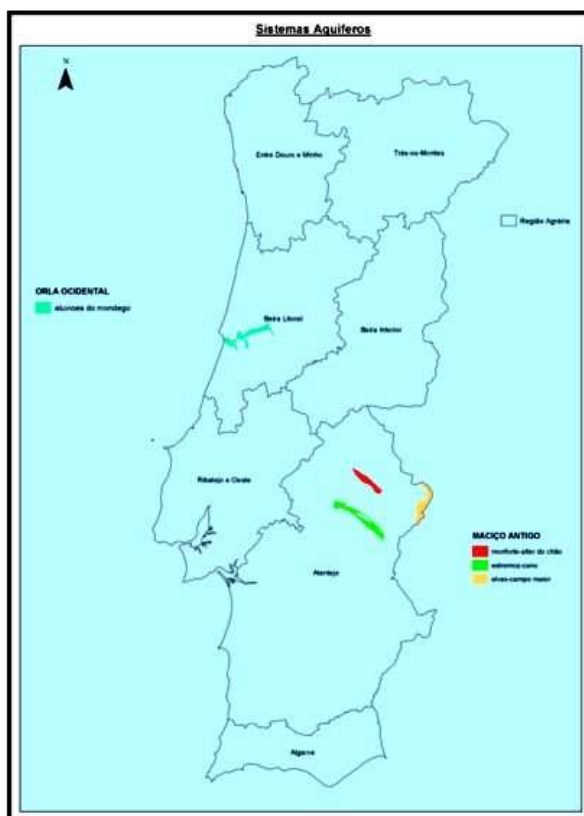 Sistemas Aquíferos
N
Entre Douro e Minho
Trás-os-Montes
Região Agrária
ORLA OCIDENTAL
aluvioes do mondego
Beira Litoral
Beira Interior
Ribatejo e Oeste
MACIÇO ANTIGO
monforte-alter do chão
estremoz-cano
elvas-campo maior
Alentejo
Algarve